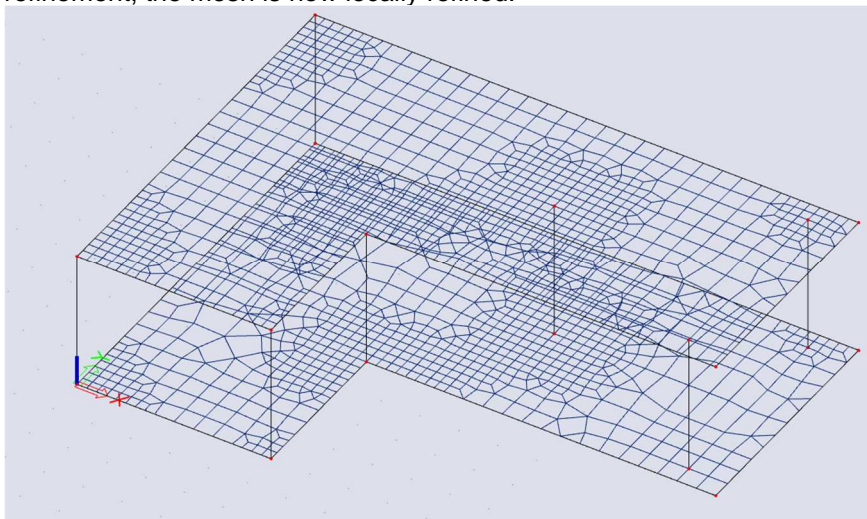 refinement, the mesh is now locally refined.